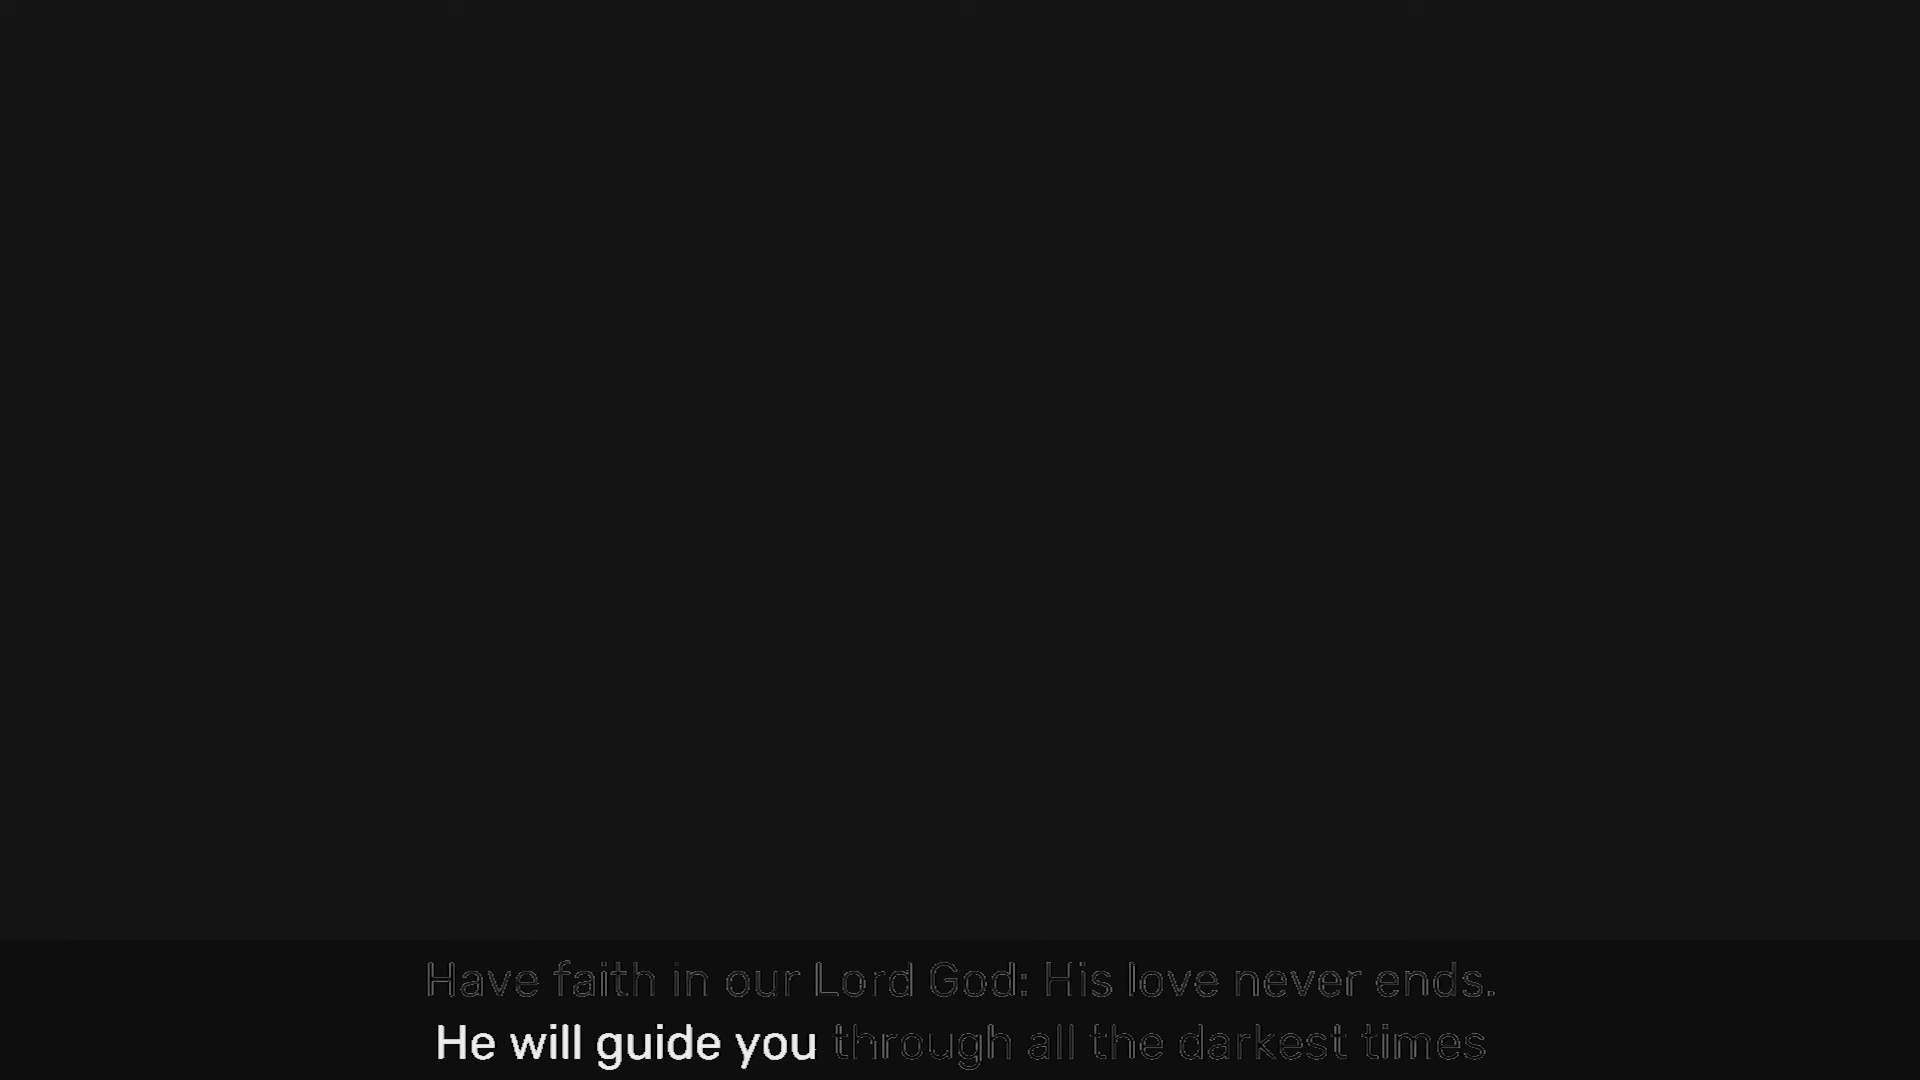 Have faith in our Lord God: His love never ends.
He will guide you through all the darkest times